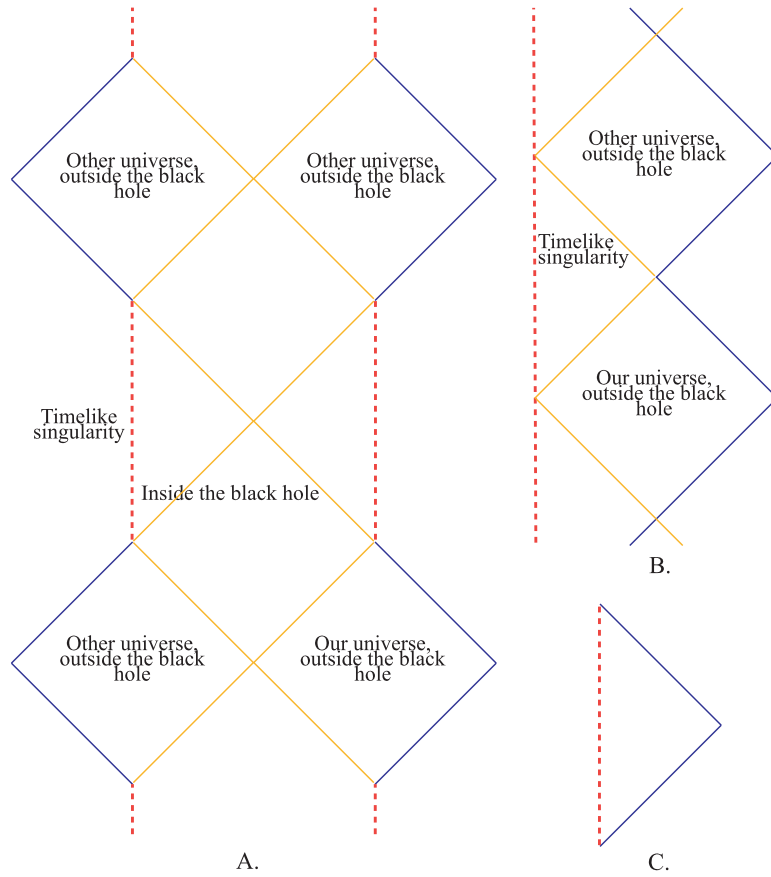 Other universe,
outside the black
hole
Other universe,
outside the black
hole
Timelike
singularity
Inside the black hole
Other universe,
outside the black
hole
Our universe,
outside the black
hole
A.
Other universe,
outside the black
hole
Timelike
singularity
Our universe,
outside the black
hole
B.
C.